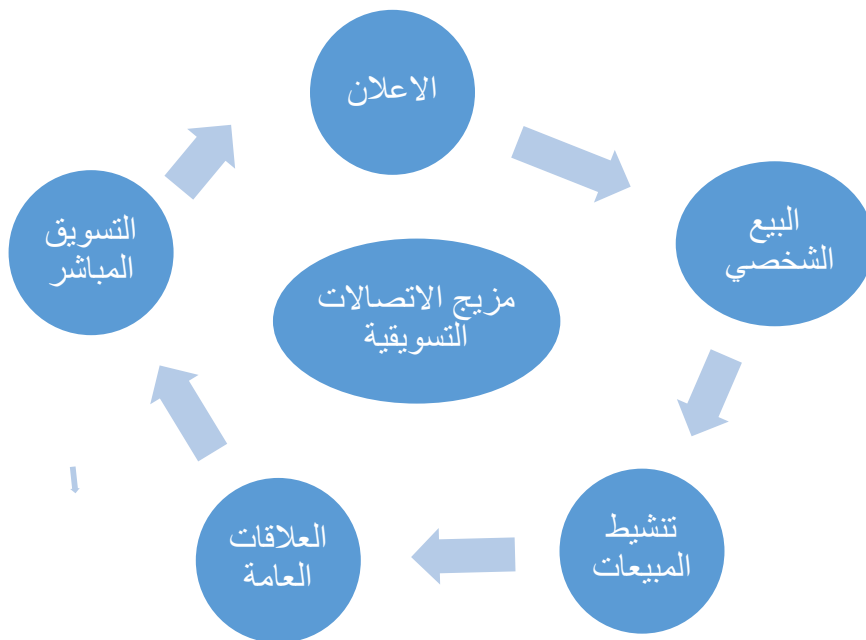 الاعلان
البيع
الشخصي
تنشيط
المبيعات
العلاقات
العامة
التسويق
المباشر
مزيج الاتصالات
التسويقية